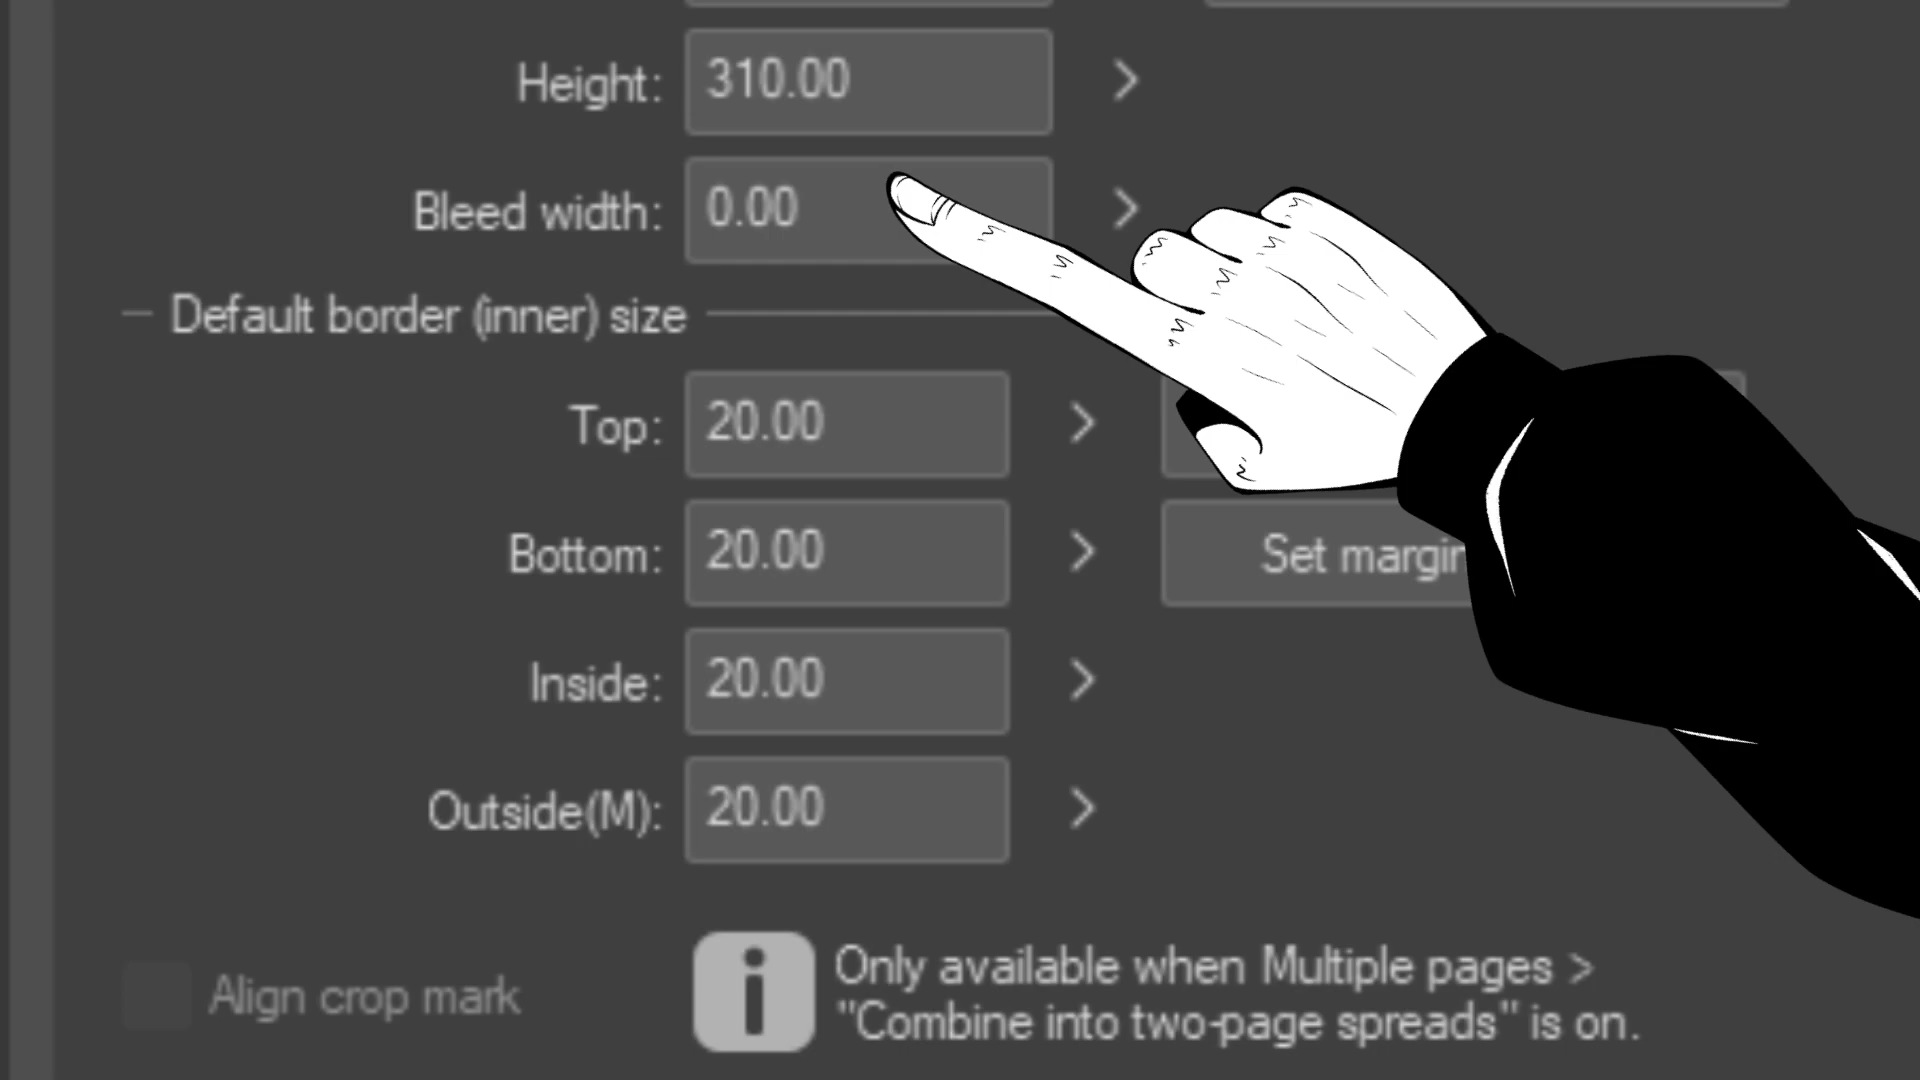 Height: 310.00 >
Bleed width: 0.00 >
Default border (inner) size
Top: 20.00 >
Bottom: 20.00 > Set margin
Inside: 20.00 >
Outside(M): 20.00 >
Align crop mark
Only available when Multiple pages >
"Combine into two-page spreads" is on.